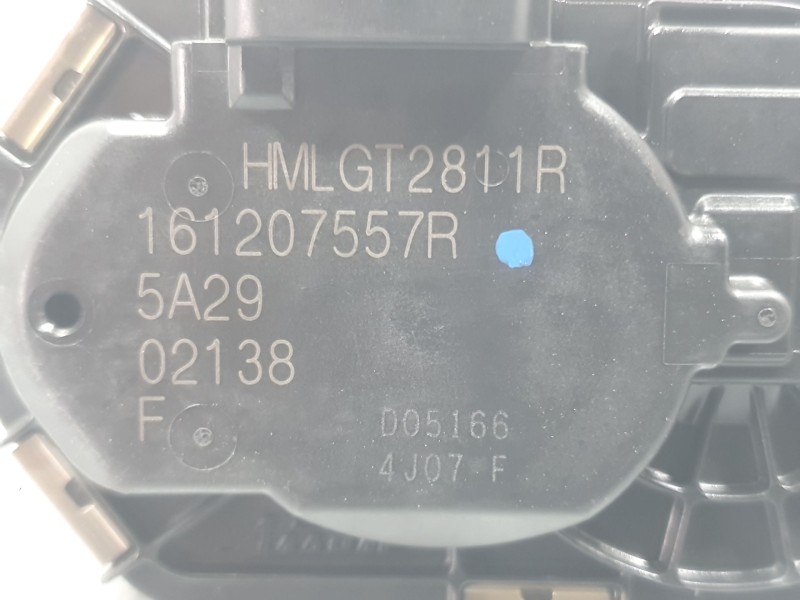 HMLGT2811R
161207557R
5A29
02138
F
D05166
4J07 F